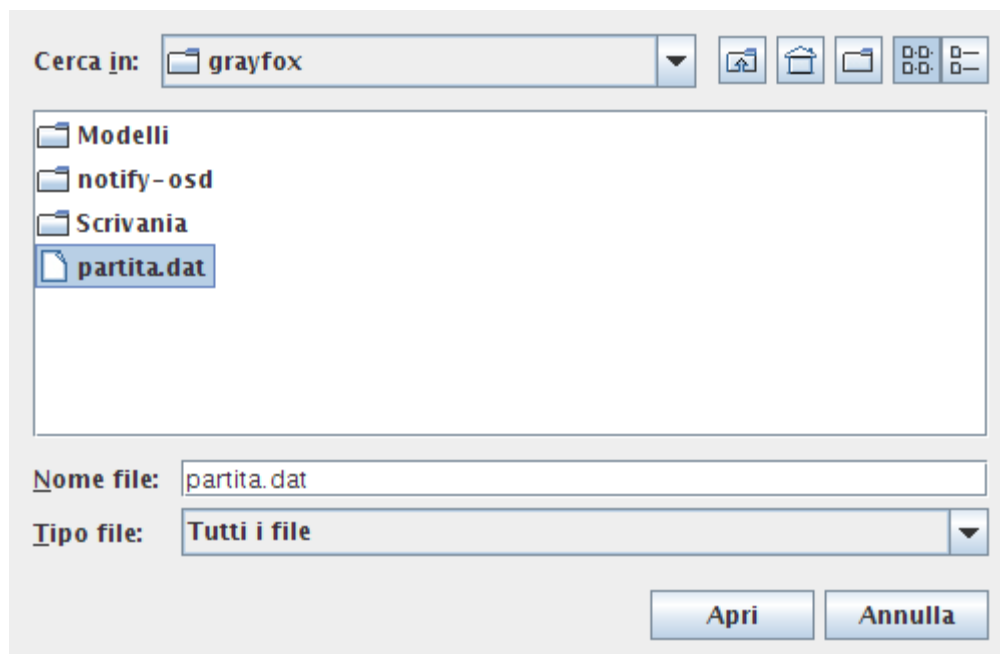 Cerca in: grayfox
Modelli
notify-osd
Scrivania
partita.dat
Nome file: partita.dat
Tipo file: Tutti i file
Apri Annulla